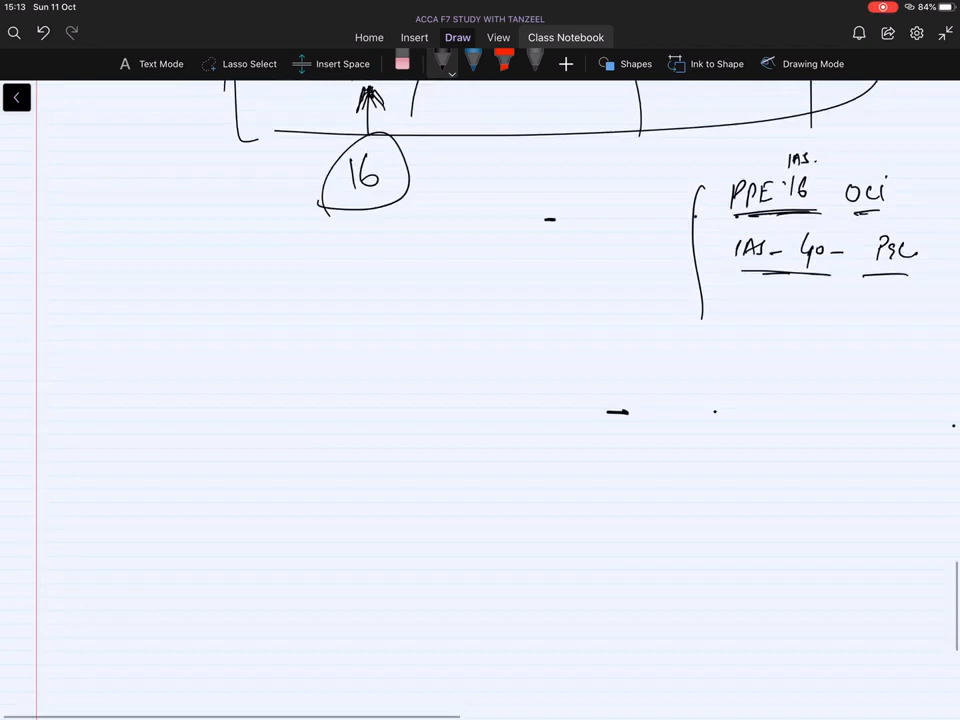 15:13 Sun 11 Oct 84%
ACCA F7 STUDY WITH TANZEEL
Home Insert Draw View Class Notebook
Text Mode Lasso Select Insert Space Shapes Ink to Shape Drawing Mode
16
IAS.
PPE 16 OCi
IAS - 40 - P&L